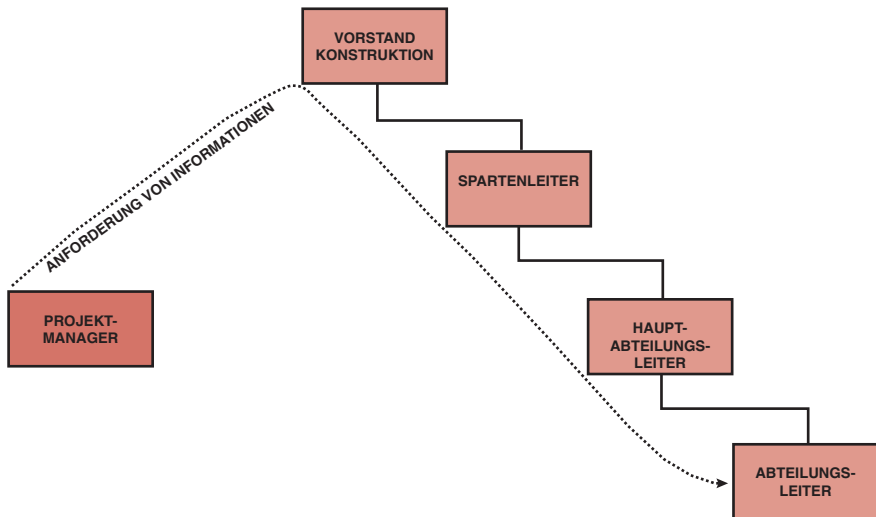 VORSTAND
KONSTRUKTION
ANFORDERUNG VON INFORMATIONEN
SPARTENLEITER
PROJEKT-
MANAGER
HAUPT-
ABTEILUNGS-
LEITER
ABTEILUNGS-
LEITER